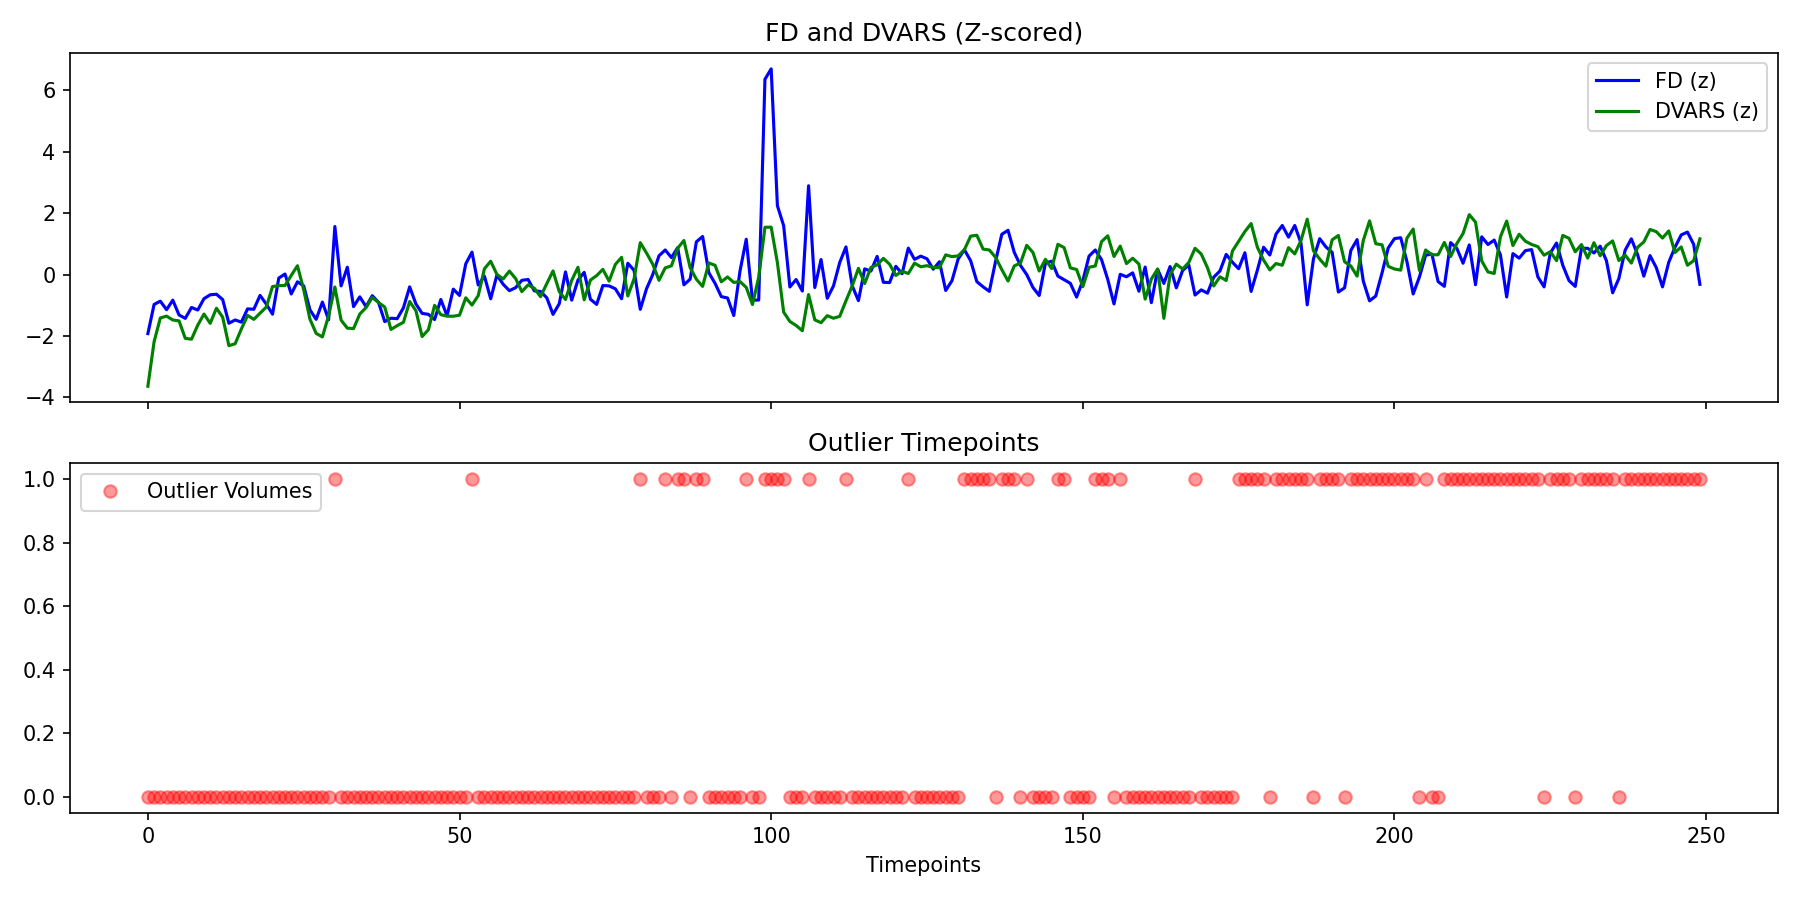 FD and DVARS (Z-scored)
6
4
2
0
−2
−4
FD (z)
DVARS (z)
Outlier Timepoints
1.0
0.8
0.6
0.4
0.2
0.0
Outlier Volumes
0 50 100 150 200 250
Timepoints